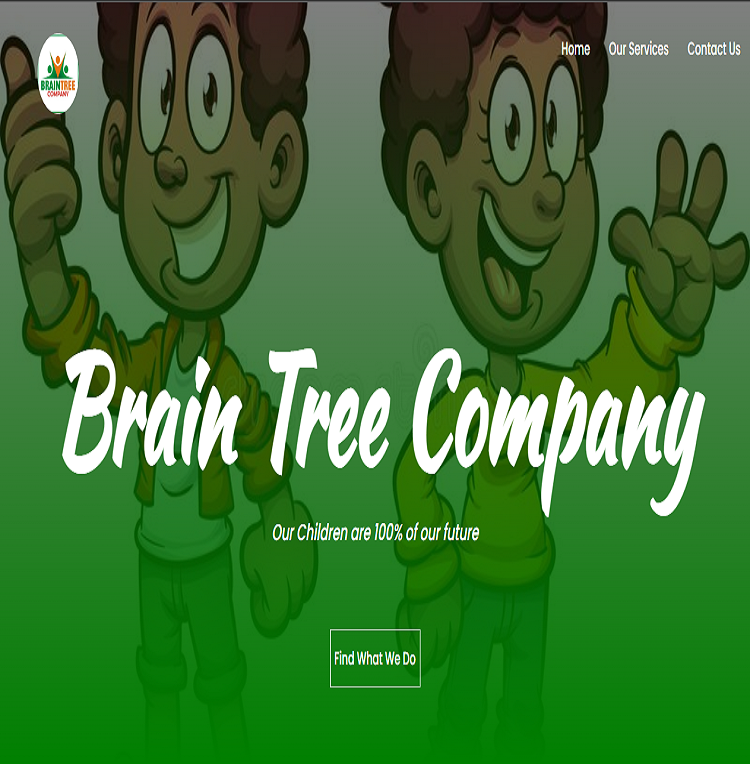 BRAINTREE
COMPANY
Home Our Services Contact Us
Brain Tree Company
Our Children are 100% of our future
Find What We Do